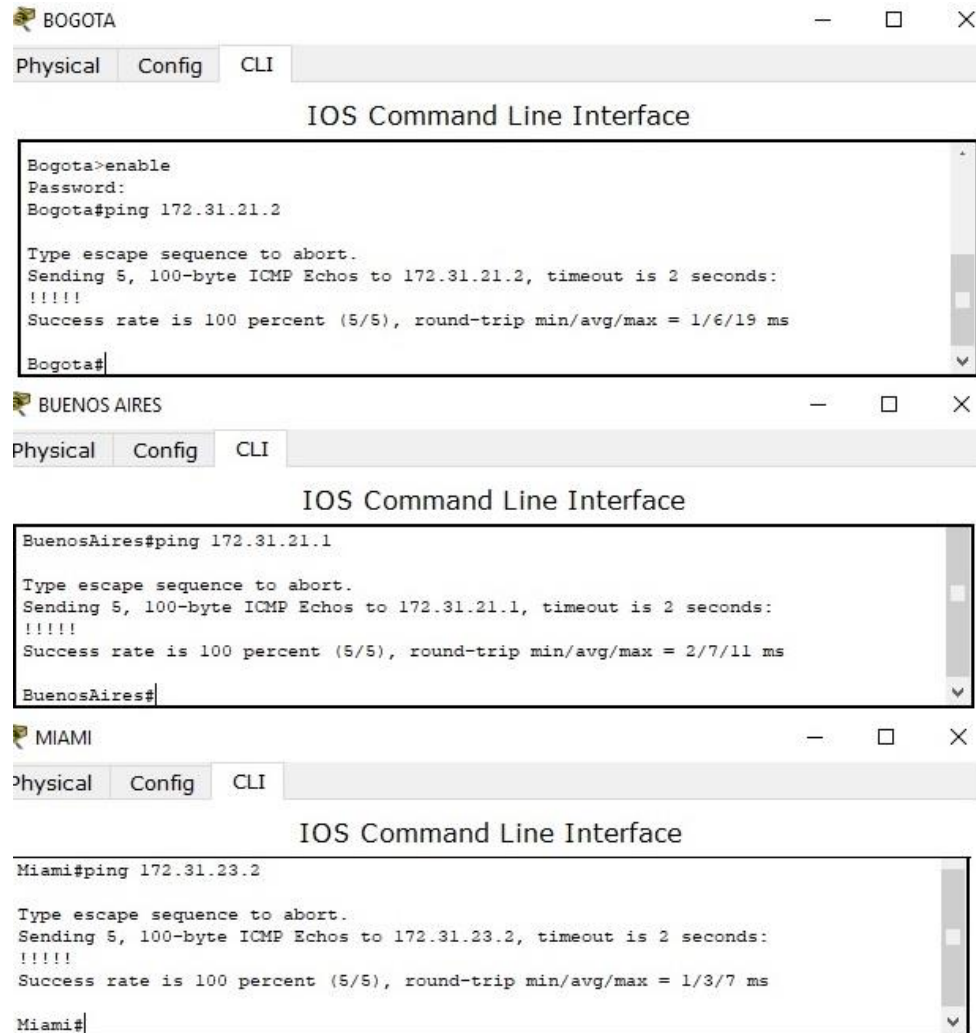 BOGOTA
Physical Config CLI
IOS Command Line Interface
Bogota>enable
Password:
Bogota#ping 172.31.21.2
Type escape sequence to abort.
Sending 5, 100-byte ICMP Echos to 172.31.21.2, timeout is 2 seconds:
!!!!!
Success rate is 100 percent (5/5), round-trip min/avg/max = 1/6/19 ms
Bogota#
BUENOS AIRES
Physical Config CLI
IOS Command Line Interface
BuenosAires#ping 172.31.21.1
Type escape sequence to abort.
Sending 5, 100-byte ICMP Echos to 172.31.21.1, timeout is 2 seconds:
!!!!!
Success rate is 100 percent (5/5), round-trip min/avg/max = 2/7/11 ms
BuenosAires#
MIAMI
Physical Config CLI
IOS Command Line Interface
Miami#ping 172.31.23.2
Type escape sequence to abort.
Sending 5, 100-byte ICMP Echos to 172.31.23.2, timeout is 2 seconds:
!!!!!
Success rate is 100 percent (5/5), round-trip min/avg/max = 1/3/7 ms
Miami#